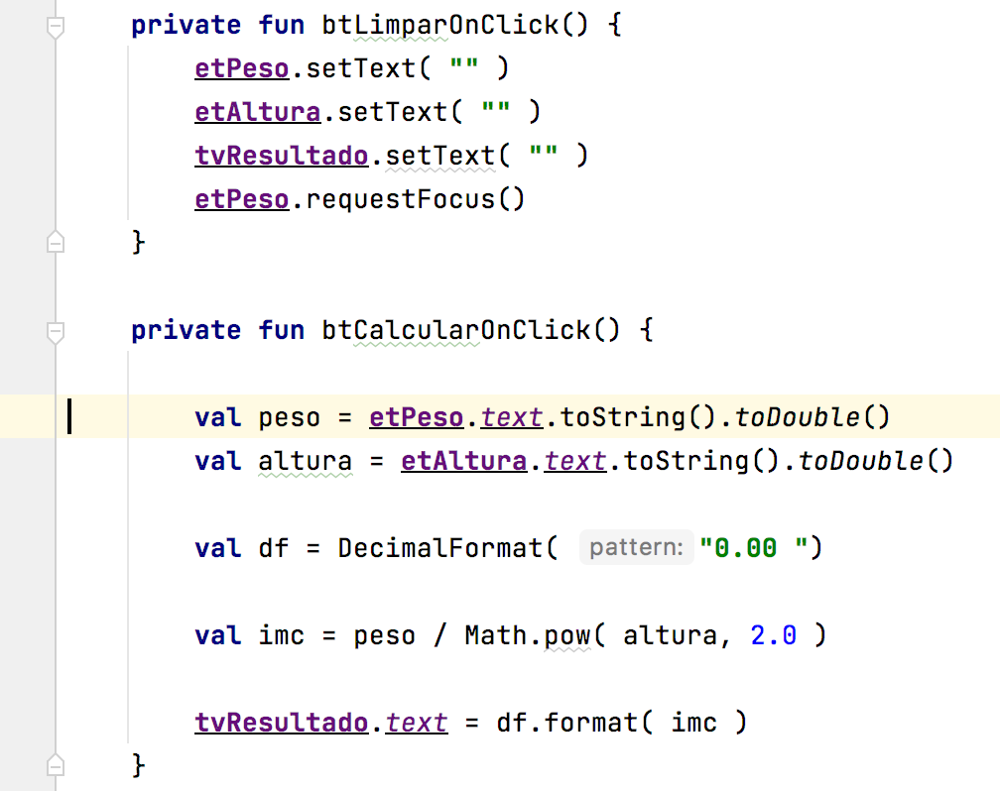 private fun btLimparOnClick() {
etPeso.setText( "" )
etAltura.setText( "" )
tvResultado.setText( "" )
etPeso.requestFocus()
}
private fun btCalcularOnClick() {
val peso = etPeso.text.toString().toDouble()
val altura = etAltura.text.toString().toDouble()
val df = DecimalFormat( pattern: "0.00 ")
val imc = peso / Math.pow( altura, 2.0 )
tvResultado.text = df.format( imc )
}